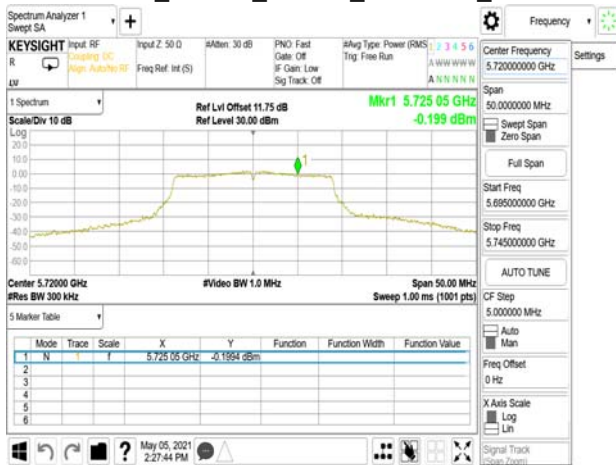 Spectrum Analyzer 1
Swept SA
+
Frequency
KEYSIGHT
R
LV
Input: RF
Coupling: DC
Align: Auto/No RF
Input Z: 50 Ω
Freq Ref: Int (S)
#Atten: 30 dB
PNO: Fast
Gate: Off
IF Gain: Low
Sig Track: Off
#Avg Type: Power (RMS
Trig: Free Run
1 2 3 4 5 6
A W W W W W
A N N N N N
1 Spectrum
Scale/Div 10 dB
Log
Ref Lvl Offset 11.75 dB
Ref Level 30.00 dBm
Mkr1 5.725 05 GHz
-0.199 dBm
20.0
10.0
0.00
-10.0
-20.0
-30.0
-40.0
-50.0
-60.0
1
Center 5.72000 GHz
#Res BW 300 kHz
#Video BW 1.0 MHz
Span 50.00 MHz
Sweep 1.00 ms (1001 pts)
5 Marker Table
Mode Trace Scale X Y Function Function Width Function Value
1 N 1 f 5.725 05 GHz -0.1994 dBm
2
3
4
5
6
?
May 05, 2021
2:27:44 PM
Center Frequency
5.720000000 GHz
Settings
Span
50.0000000 MHz
Swept Span
Zero Span
Full Span
Start Freq
5.695000000 GHz
Stop Freq
5.745000000 GHz
AUTO TUNE
CF Step
5.000000 MHz
Auto
Man
Freq Offset
0 Hz
X Axis Scale
Log
Lin
Signal Track
(Span Zoom)